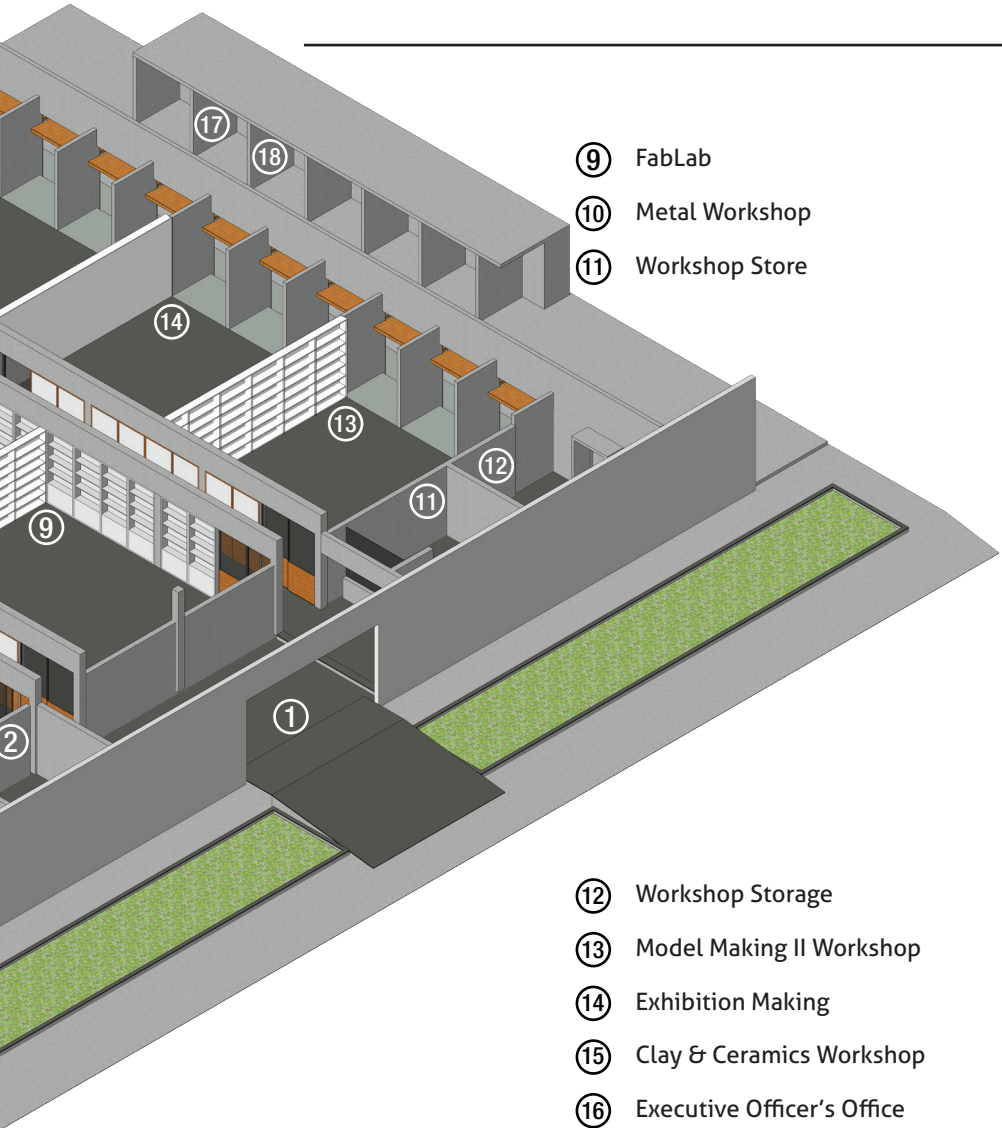 17
18
9 FabLab
10 Metal Workshop
11 Workshop Store
14
13
12
11
9
1
2
12 Workshop Storage
13 Model Making II Workshop
14 Exhibition Making
15 Clay & Ceramics Workshop
16 Executive Officer's Office